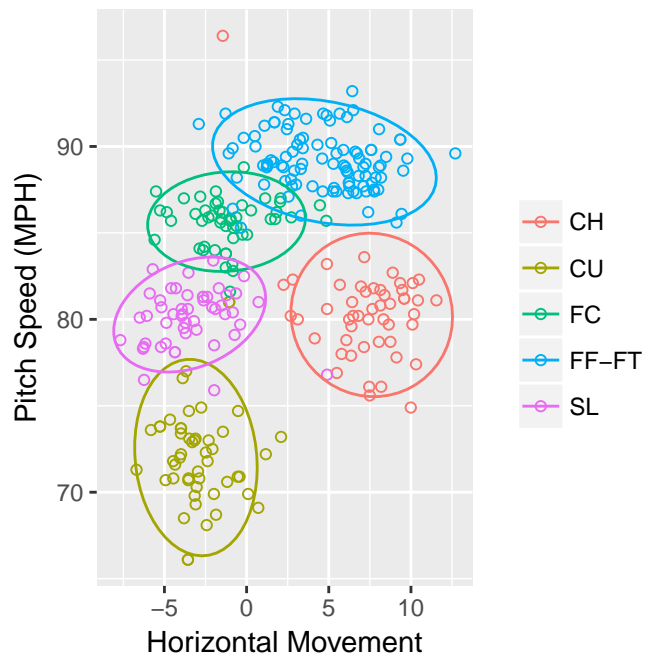 Pitch Speed (MPH)
90
80
70
−5
0
5
10
Horizontal Movement
CH
CU
FC
FF−FT
SL